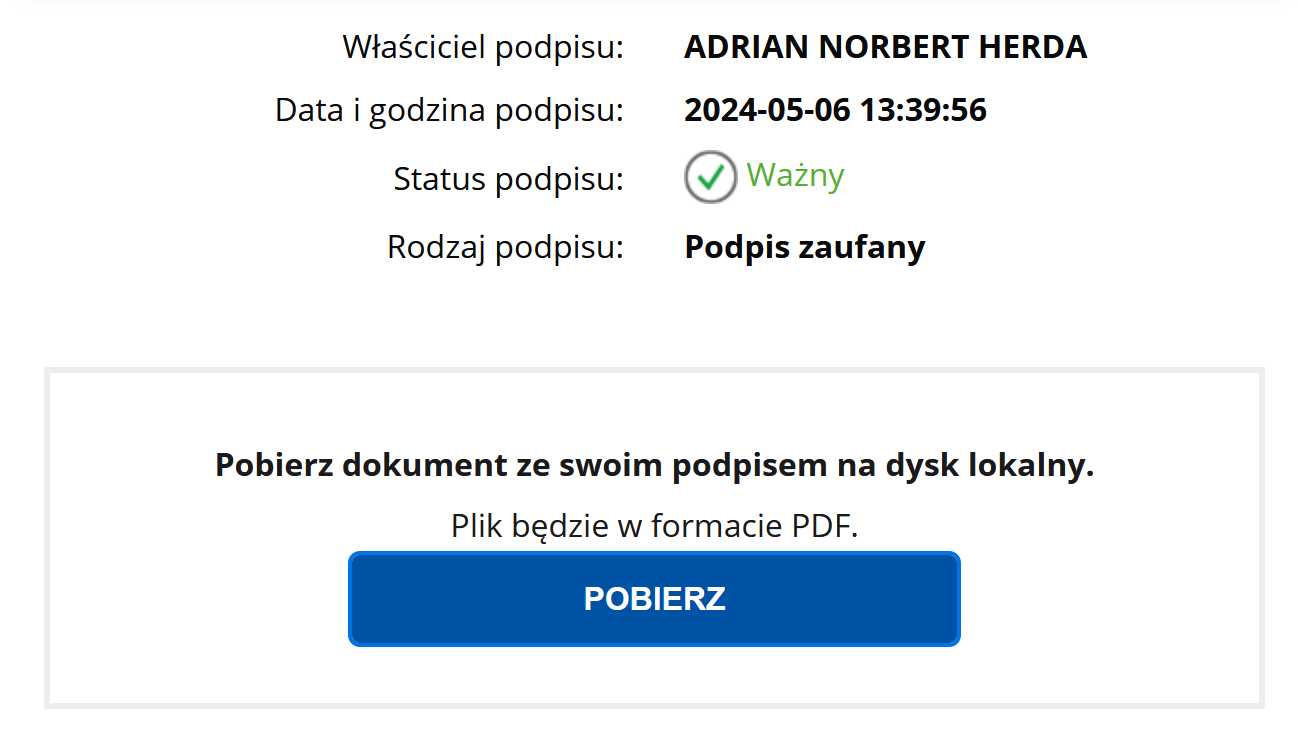 Właściciel podpisu: ADRIAN NORBERT HERDA
Data i godzina podpisu: 2024-05-06 13:39:56
Status podpisu: Ważny
Rodzaj podpisu: Podpis zaufany
Pobierz dokument ze swoim podpisem na dysk lokalny.
Plik będzie w formacie PDF.
POBIERZ